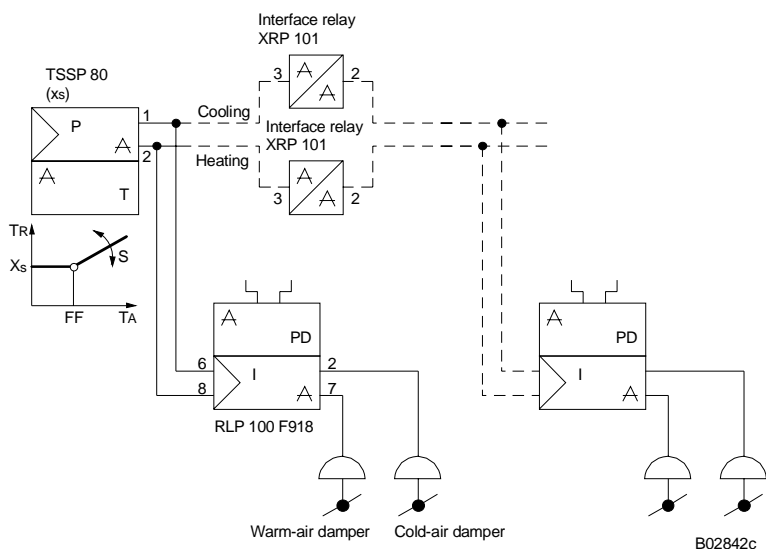 Interface relay
XRP 101
TSSP 80
(xs)
3
2
1
Cooling
P
Interface relay
XRP 101
2
Heating
T
3
2
TR
XS
S
FF
TA
PD
PD
6
I
2
I
8
7
RLP 100 F918
Warm-air damper
Cold-air damper
B02842c